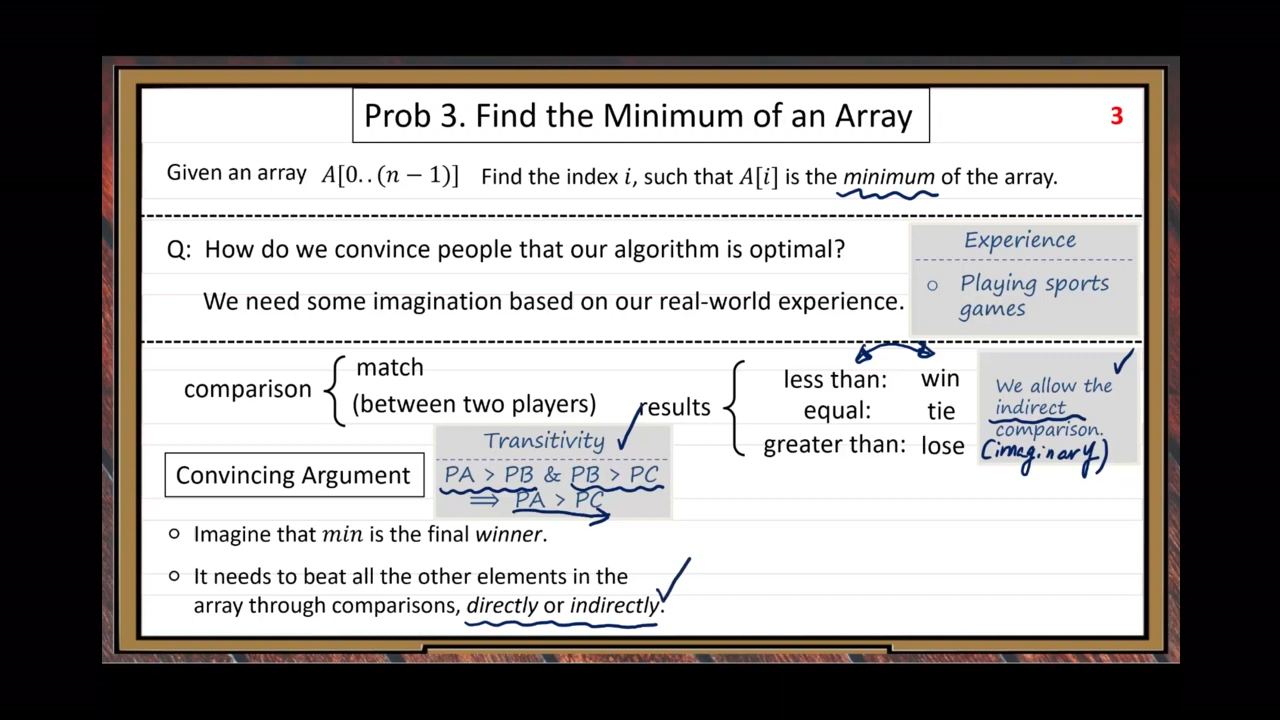 Prob 3. Find the Minimum of an Array
3
Given an array A[0..(n − 1)] Find the index i, such that A[i] is the minimum of the array.
Q: How do we convince people that our algorithm is optimal?
We need some imagination based on our real-world experience.
Experience
○ Playing sports
games
comparison
match
(between two players)
results
less than: win
equal: tie
greater than: lose
We allow the
indirect
comparison.
(imaginary)
Transitivity
PA > PB & PB > PC
⟹ PA > PC
Convincing Argument
○ Imagine that min is the final winner.
○ It needs to beat all the other elements in the
array through comparisons, directly or indirectly.